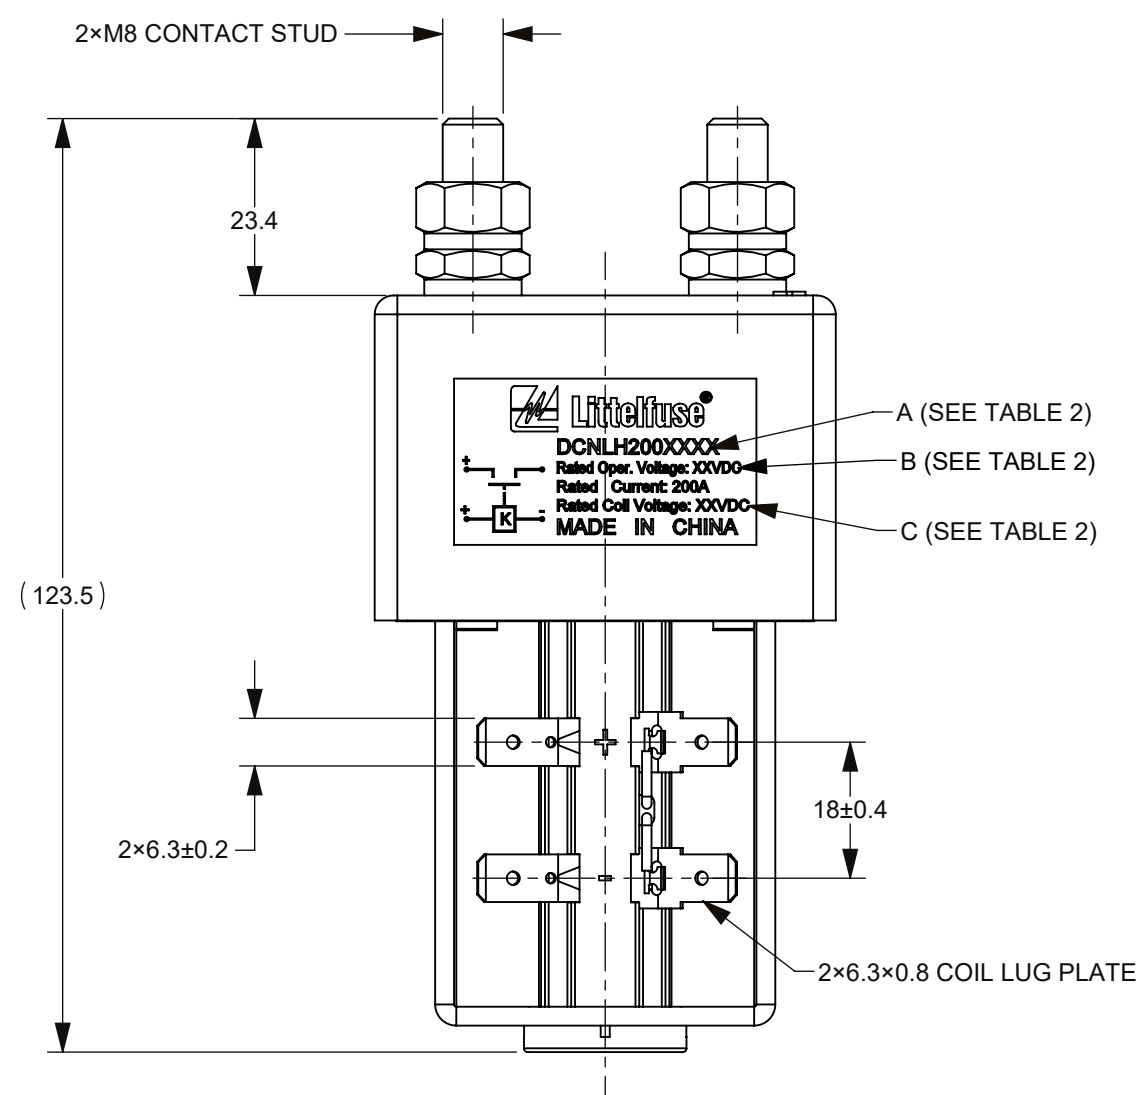 2×M8 CONTACT STUD
23.4
Littelfuse®
DCNLH200XXXX
A (SEE TABLE 2)
Rated Oper. Voltage: XXVDC
B (SEE TABLE 2)
Rated Current: 200A
Rated Coil Voltage: XXVDC
C (SEE TABLE 2)
MADE IN CHINA
+
+ K -
(123.5)
+
18±0.4
2×6.3±0.2
-
2×6.3×0.8 COIL LUG PLATE